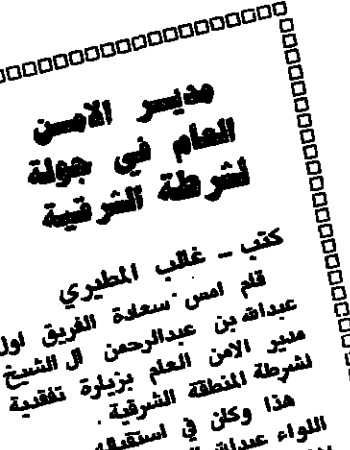 مدير الامن
العام في جولة
لشرطة الشرقية
كتب - غالب المطيري
قام امس سعادة الفريق اول
عبدالله بن عبدالرحمن آل الشيخ
مدير الامن العام بزيارة تفقدية
لشرطة المنطقة الشرقية .
هذا وكان في استقباله
اللواء عبدالله